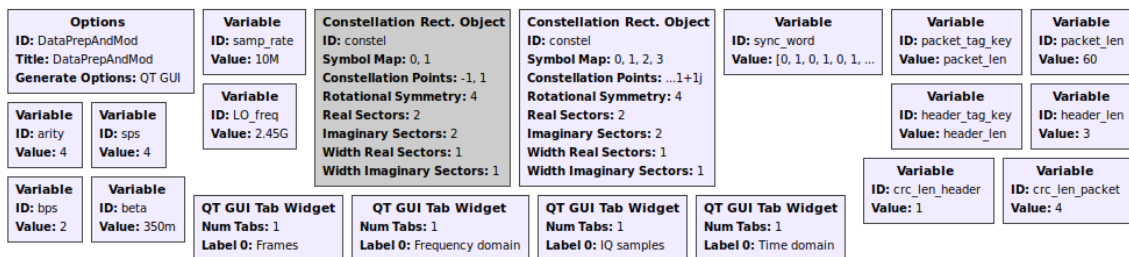 Options
ID: DataPrepAndMod
Title: DataPrepAndMod
Generate Options: QT GUI
Variable
ID: samp_rate
Value: 10M
Constellation Rect. Object
ID: constel
Symbol Map: 0, 1
Constellation Points: -1, 1
Rotational Symmetry: 4
Real Sectors: 2
Imaginary Sectors: 2
Width Real Sectors: 1
Width Imaginary Sectors: 1
Constellation Rect. Object
ID: constel
Symbol Map: 0, 1, 2, 3
Constellation Points: ...1+1j
Rotational Symmetry: 4
Real Sectors: 2
Imaginary Sectors: 2
Width Real Sectors: 1
Width Imaginary Sectors: 1
Variable
ID: sync_word
Value: [0, 1, 0, 1, 0, 1, ...
Variable
ID: packet_tag_key
Value: packet_len
Variable
ID: packet_len
Value: 60
Variable
ID: arity
Value: 4
Variable
ID: sps
Value: 4
Variable
ID: LO_freq
Value: 2.45G
Variable
ID: header_tag_key
Value: header_len
Variable
ID: header_len
Value: 3
Variable
ID: crc_len_header
Value: 1
Variable
ID: crc_len_packet
Value: 4
Variable
ID: bps
Value: 2
Variable
ID: beta
Value: 350m
QT GUI Tab Widget
Num Tabs: 1
Label 0: Frames
QT GUI Tab Widget
Num Tabs: 1
Label 0: Frequency domain
QT GUI Tab Widget
Num Tabs: 1
Label 0: IQ samples
QT GUI Tab Widget
Num Tabs: 1
Label 0: Time domain